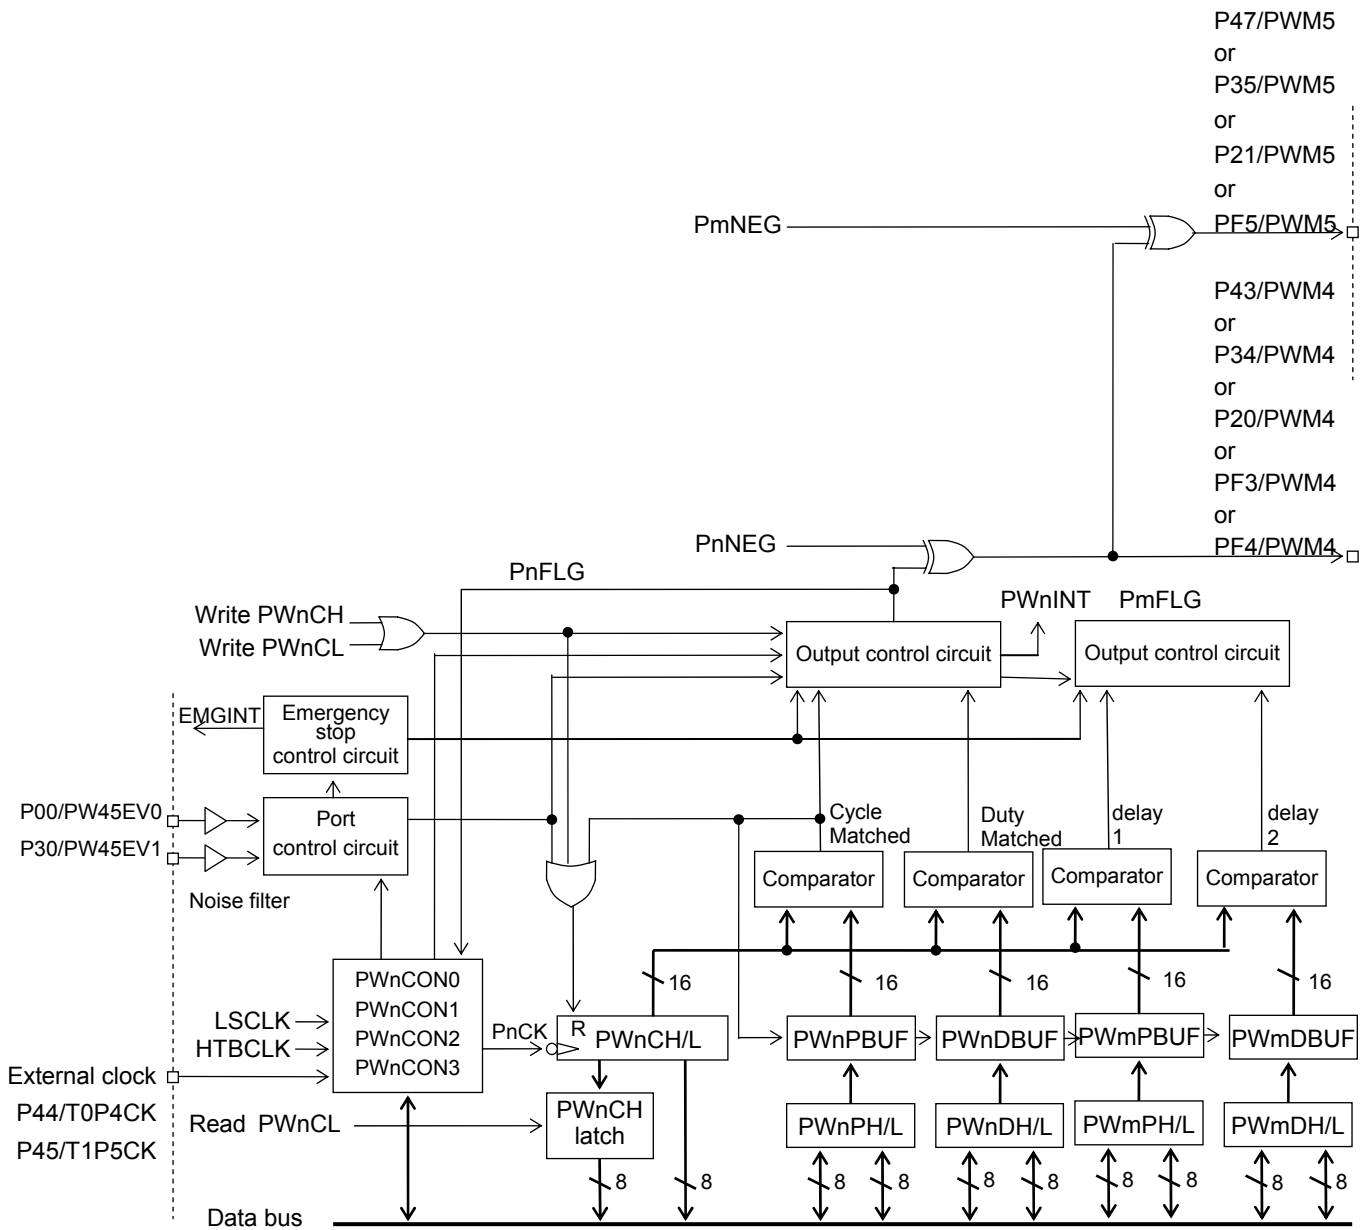 P47/PWM5
or
P35/PWM5
or
P21/PWM5
or
PmNEG
PF5/PWM5
P43/PWM4
or
P34/PWM4
or
P20/PWM4
or
PF3/PWM4
or
PnNEG
PF4/PWM4
PnFLG
PWnINT
PmFLG
Write PWnCH
Write PWnCL
Output control circuit
Output control circuit
EMGINT
Emergency
stop
control circuit
P00/PW45EV0
P30/PW45EV1
Port
control circuit
Noise filter
Cycle
Matched
Duty
Matched
delay
1
delay
2
Comparator
Comparator
Comparator
Comparator
16
16
16
16
16
PWnCON0
PWnCON1
PWnCON2
PWnCON3
LSCLK
HTBCLK
External clock
P44/T0P4CK
P45/T1P5CK
PnCK
R
PWnCH/L
PWnPBUF
PWnDBUF
PWmPBUF
PWmDBUF
Read PWnCL
PWnCH
latch
PWnPH/L
PWnDH/L
PWmPH/L
PWmDH/L
8
8
8
8
8
8
8
8
8
8
Data bus